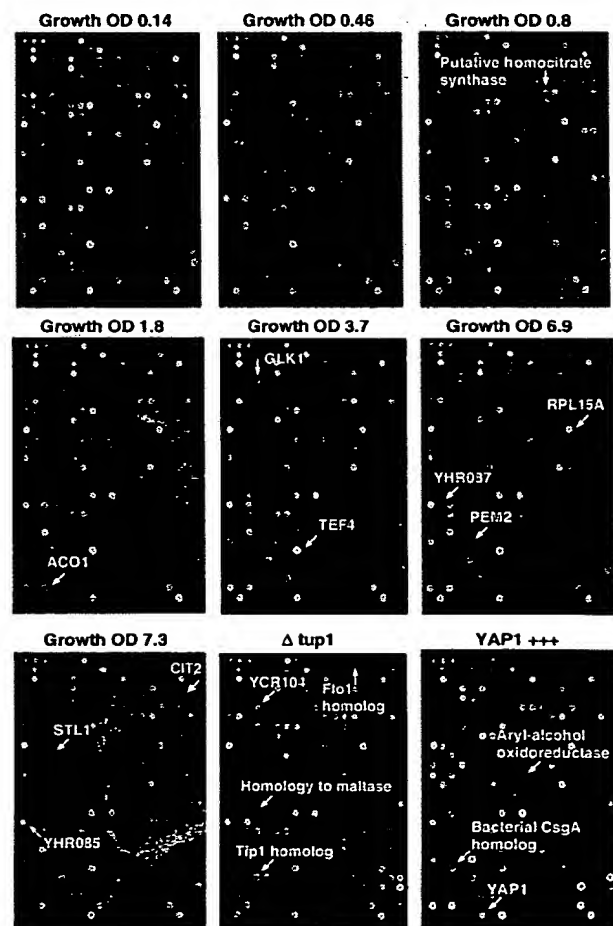 Growth OD 0.14
Growth OD 0.46
Growth OD 0.8
Putative homocitrate
synthase
Growth OD 1.8
Growth OD 3.7
Growth OD 6.9
GLK1
RPL15A
YHR037
PEM2
TEF4
ACO1
Growth OD 7.3
Δ tup1
YAP1 +++
CIT2
YCR104
Flo1
homolog
STL1
Aryl-alcohol
oxidoreductase
Homology to maltase
YHR085
Bacterial CsgA
homolog
Tip1 homolog
YAP1